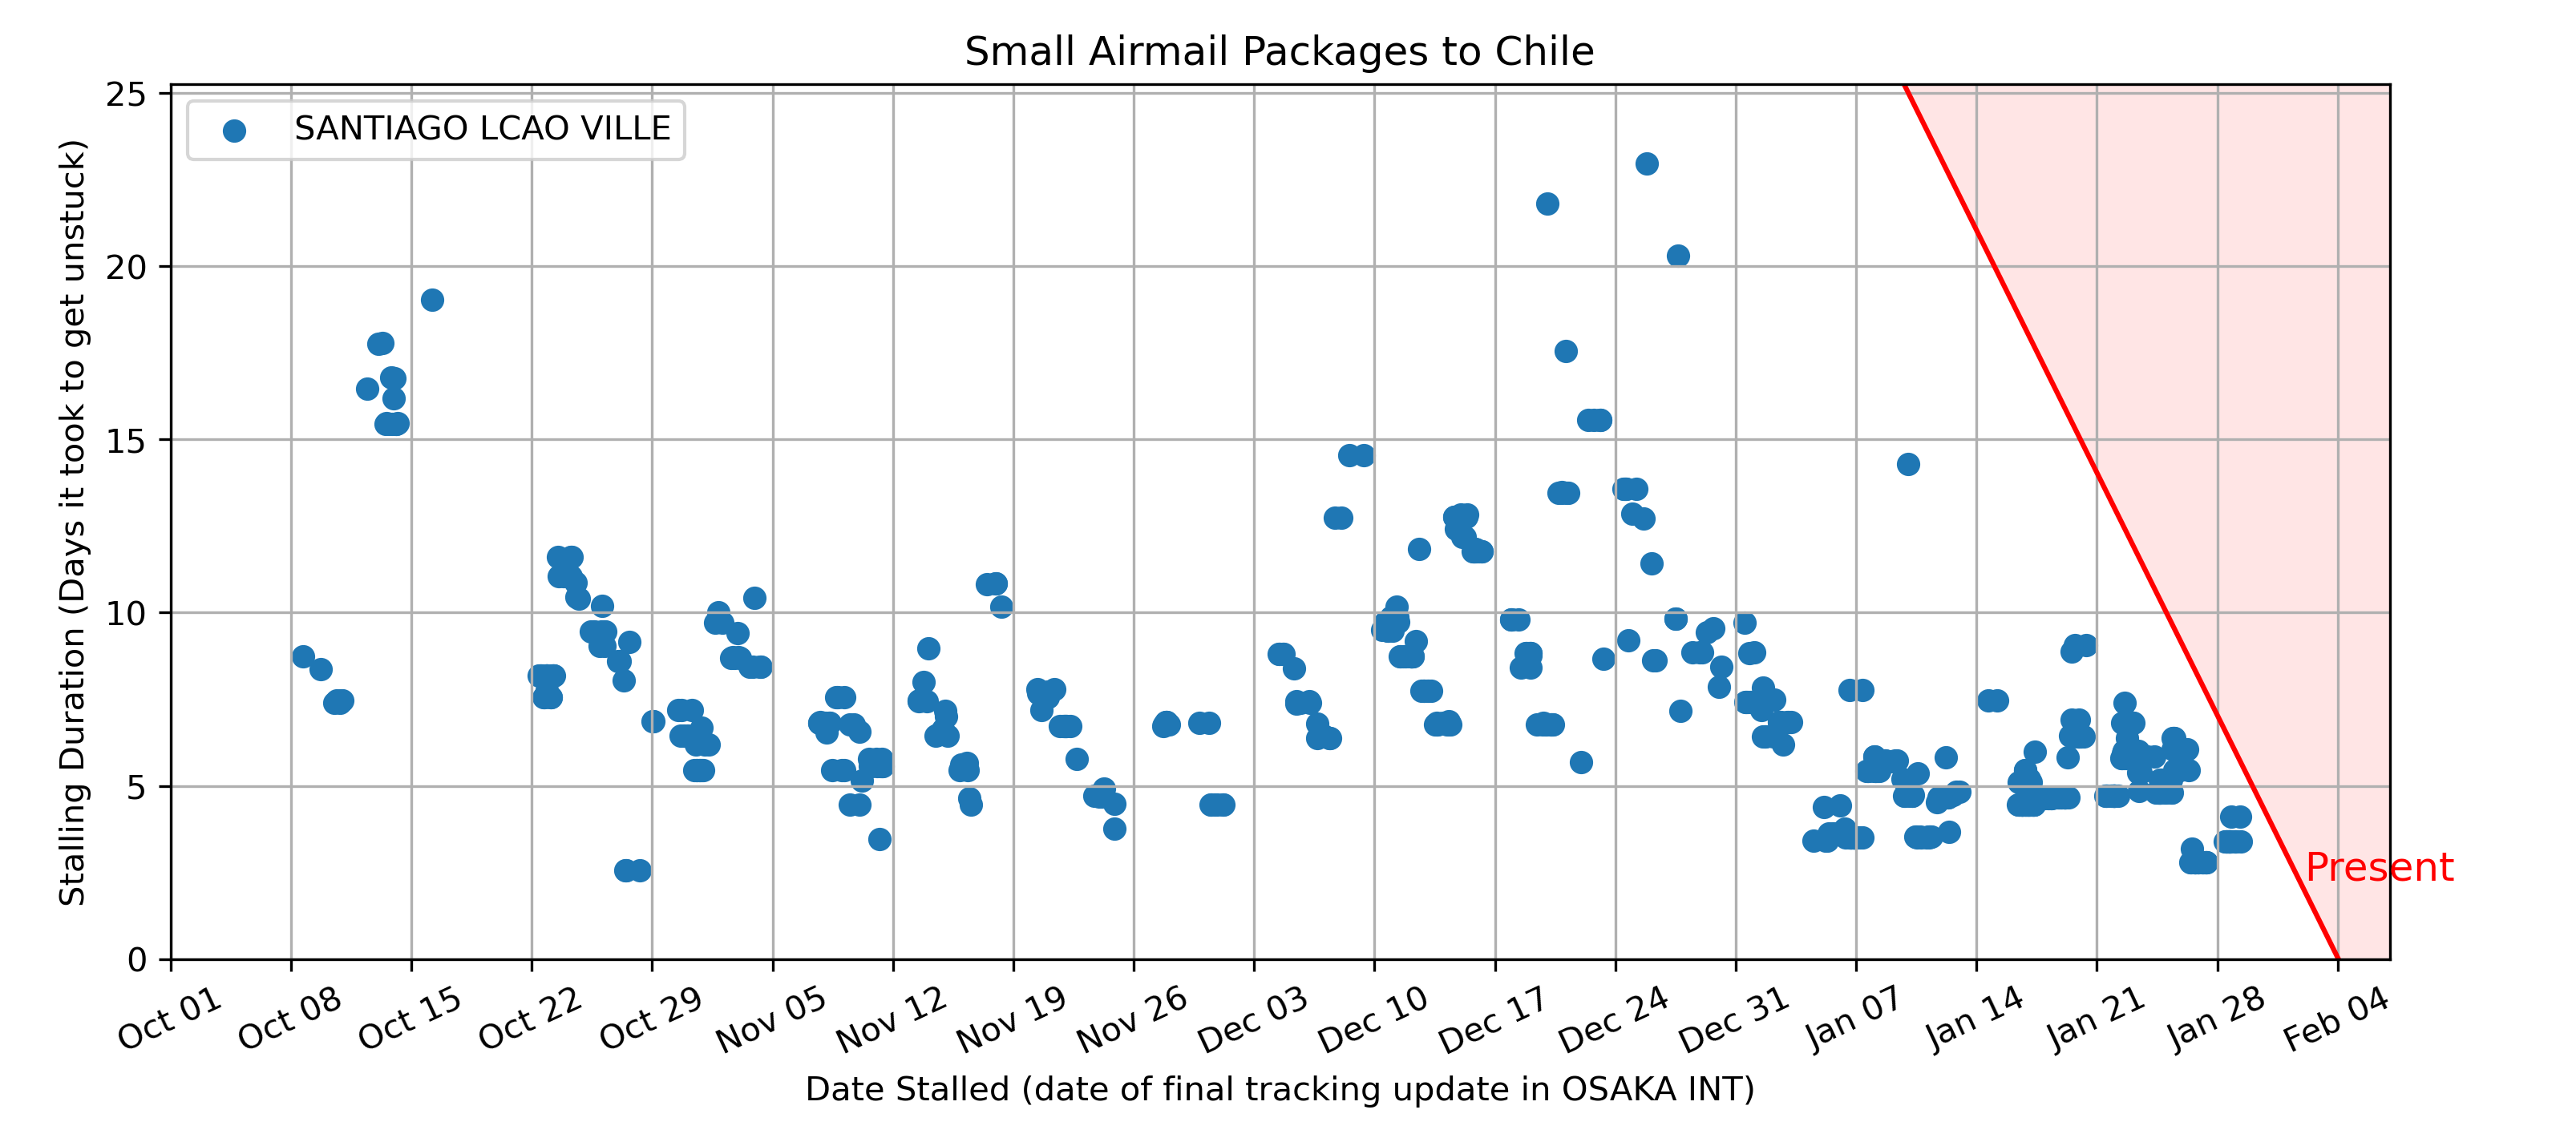 Small Airmail Packages to Chile
SANTIAGO LCAO VILLE
Stalling Duration (Days it took to get unstuck)
25
20
15
10
5
0
Present
Oct 01
Oct 08
Oct 15
Oct 22
Oct 29
Nov 05
Nov 12
Nov 19
Nov 26
Dec 03
Dec 10
Dec 17
Dec 24
Dec 31
Jan 07
Jan 14
Jan 21
Jan 28
Feb 04
Date Stalled (date of final tracking update in OSAKA INT)